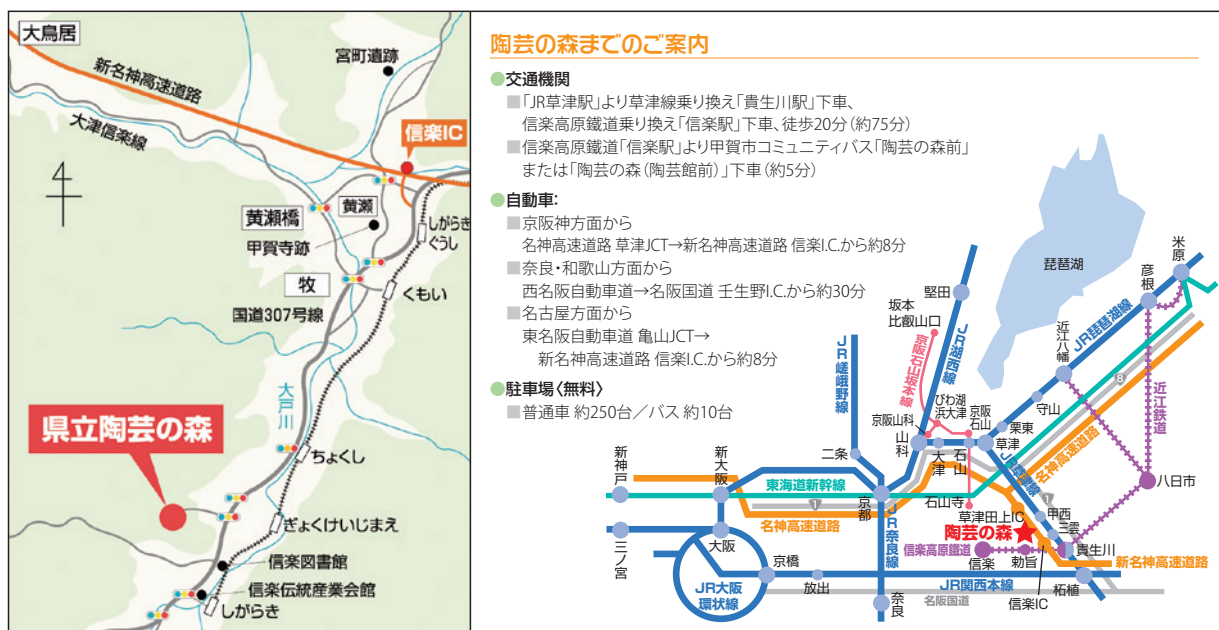 大鳥居
宮町遺跡
新名神高速道路
大津信楽線
信楽IC
黄瀬橋
黄瀬
甲賀寺跡
しがらき
ぐうし
牧
くもい
国道307号線
大戸川
県立陶芸の森
ちょくし
ぎょくけいじまえ
信楽図書館
信楽伝統産業会館
しがらき
陶芸の森までのご案内
●交通機関
■「JR草津駅」より草津線乗り換え「貴生川駅」下車、
信楽高原鐵道乗り換え「信楽駅」下車、徒歩20分(約75分)
■信楽高原鐵道「信楽駅」より甲賀市コミュニティバス「陶芸の森前」
または「陶芸の森(陶芸館前)」下車(約5分)
●自動車:
■京阪神方面から
名神高速道路 草津JCT→新名神高速道路 信楽I.C.から約8分
■奈良・和歌山方面から
西名阪自動車道→名阪国道 壬生野I.C.から約30分
■名古屋方面から
東名阪自動車道 亀山JCT→
新名神高速道路 信楽I.C.から約8分
●駐車場〈無料〉
■普通車 約250台/バス 約10台
琵琶湖
米原
彦根
近江八幡
JR琵琶湖線
8
近江鉄道
守山
栗東
草津
名神高速道路
八日市
堅田
坂本
比叡山口
JR湖西線
京阪石山坂本線
JR嵯峨野線
びわ湖
浜大津
京阪
石山
京阪山科
山科
大津
石山
石山寺
二条
新神戸
新大阪
東海道新幹線
1
名神高速道路
京都
JR奈良線
JR草津線
1
草津田上IC
甲西
三雲
陶芸の森
貴生川
信楽高原鐵道
信楽
勅旨
新名神高速道路
三ノ宮
大阪
京橋
JR大阪
環状線
放出
JR関西本線
名阪国道
奈良
信楽IC
柘植